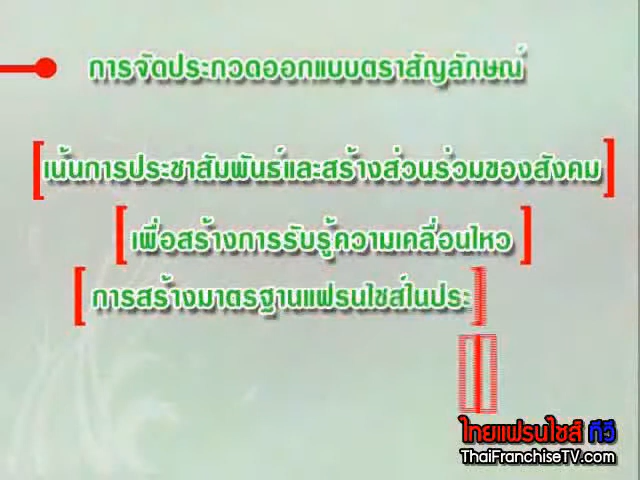 การจัดประกวดออกแบบตราสัญลักษณ์
[เน้นการประชาสัมพันธ์และสร้างส่วนร่วมของสังคม]
[เพื่อสร้างการรับรู้ความเคลื่อนไหว]
[การสร้างมาตรฐานแฟรนไชส์ในประ]
ไทยแฟรนไชส์ ทีวี
ThaiFranchiseTV.com